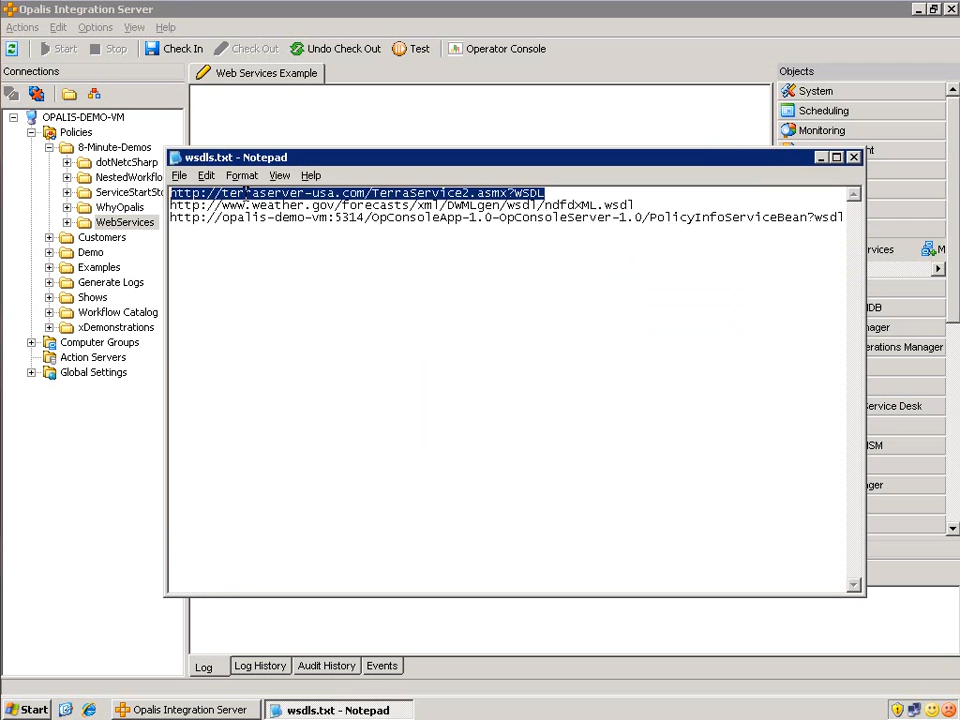 Opalis Integration Server
Actions Edit Options View Help
Start Stop Check In Check Out Undo Check Out Test Operator Console
Connections
Web Services Example
Objects
OPALIS-DEMO-VM
Policies
8-Minute-Demos
dotNetcSharp
NestedWorkflo
ServiceStartSto
WhyOpalis
WebServices
Customers
Demo
Examples
Generate Logs
Shows
Workflow Catalog
xDemonstrations
Computer Groups
Action Servers
Global Settings
System
Scheduling
Monitoring
nt
wsdls.txt - Notepad
File Edit Format View Help
http://terraserver-usa.com/TerraService2.asmx?WSDL
http://www.weather.gov/forecasts/xml/DWMLgen/wsdl/ndfdXML.wsdl
http://opalis-demo-vm:5314/opConsoleApp-1.0-opConsoleServer-1.0/PolicyInfoServiceBean?wsdl
ervices M
DB
nager
erations Manager
ervice Desk
SM
ger
Log Log History Audit History Events
Start Opalis Integration Server wsdls.txt - Notepad